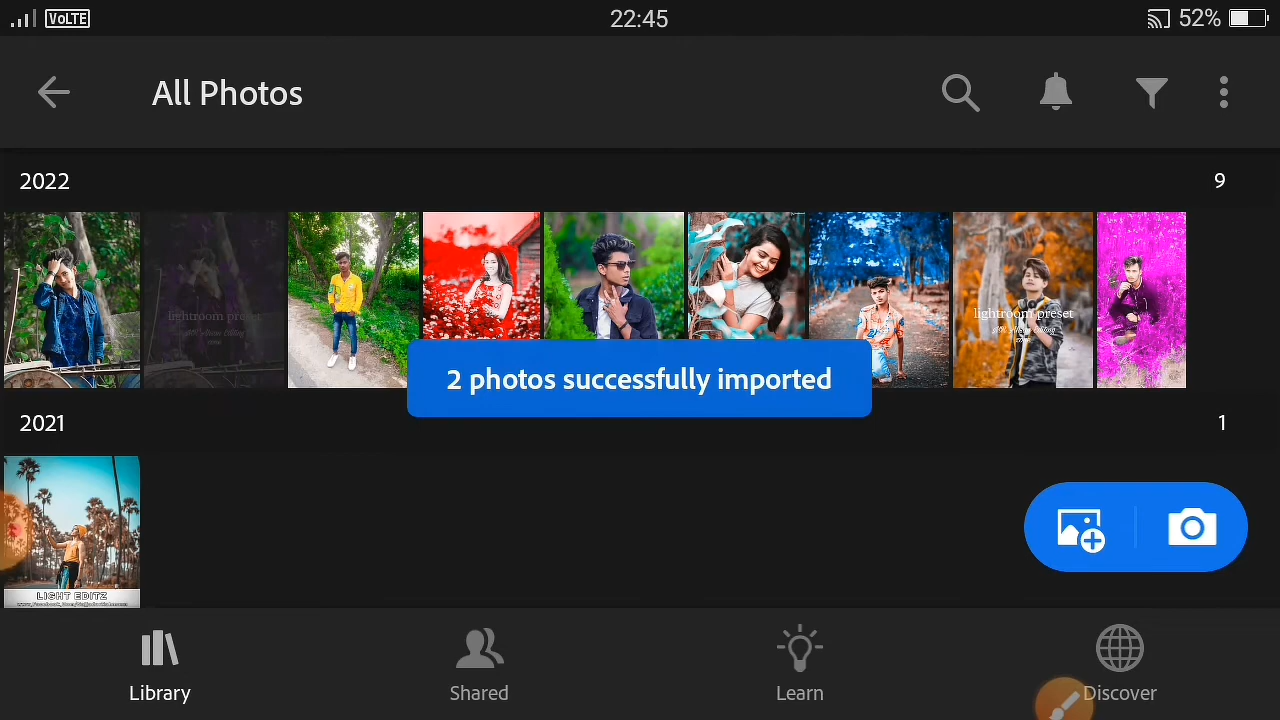 VoLTE
22:45
52%
All Photos
2022
9
lightroom preset
lightroom preset
2 photos successfully imported
2021
1
LIGHT EDITZ
Library
Shared
Learn
Discover